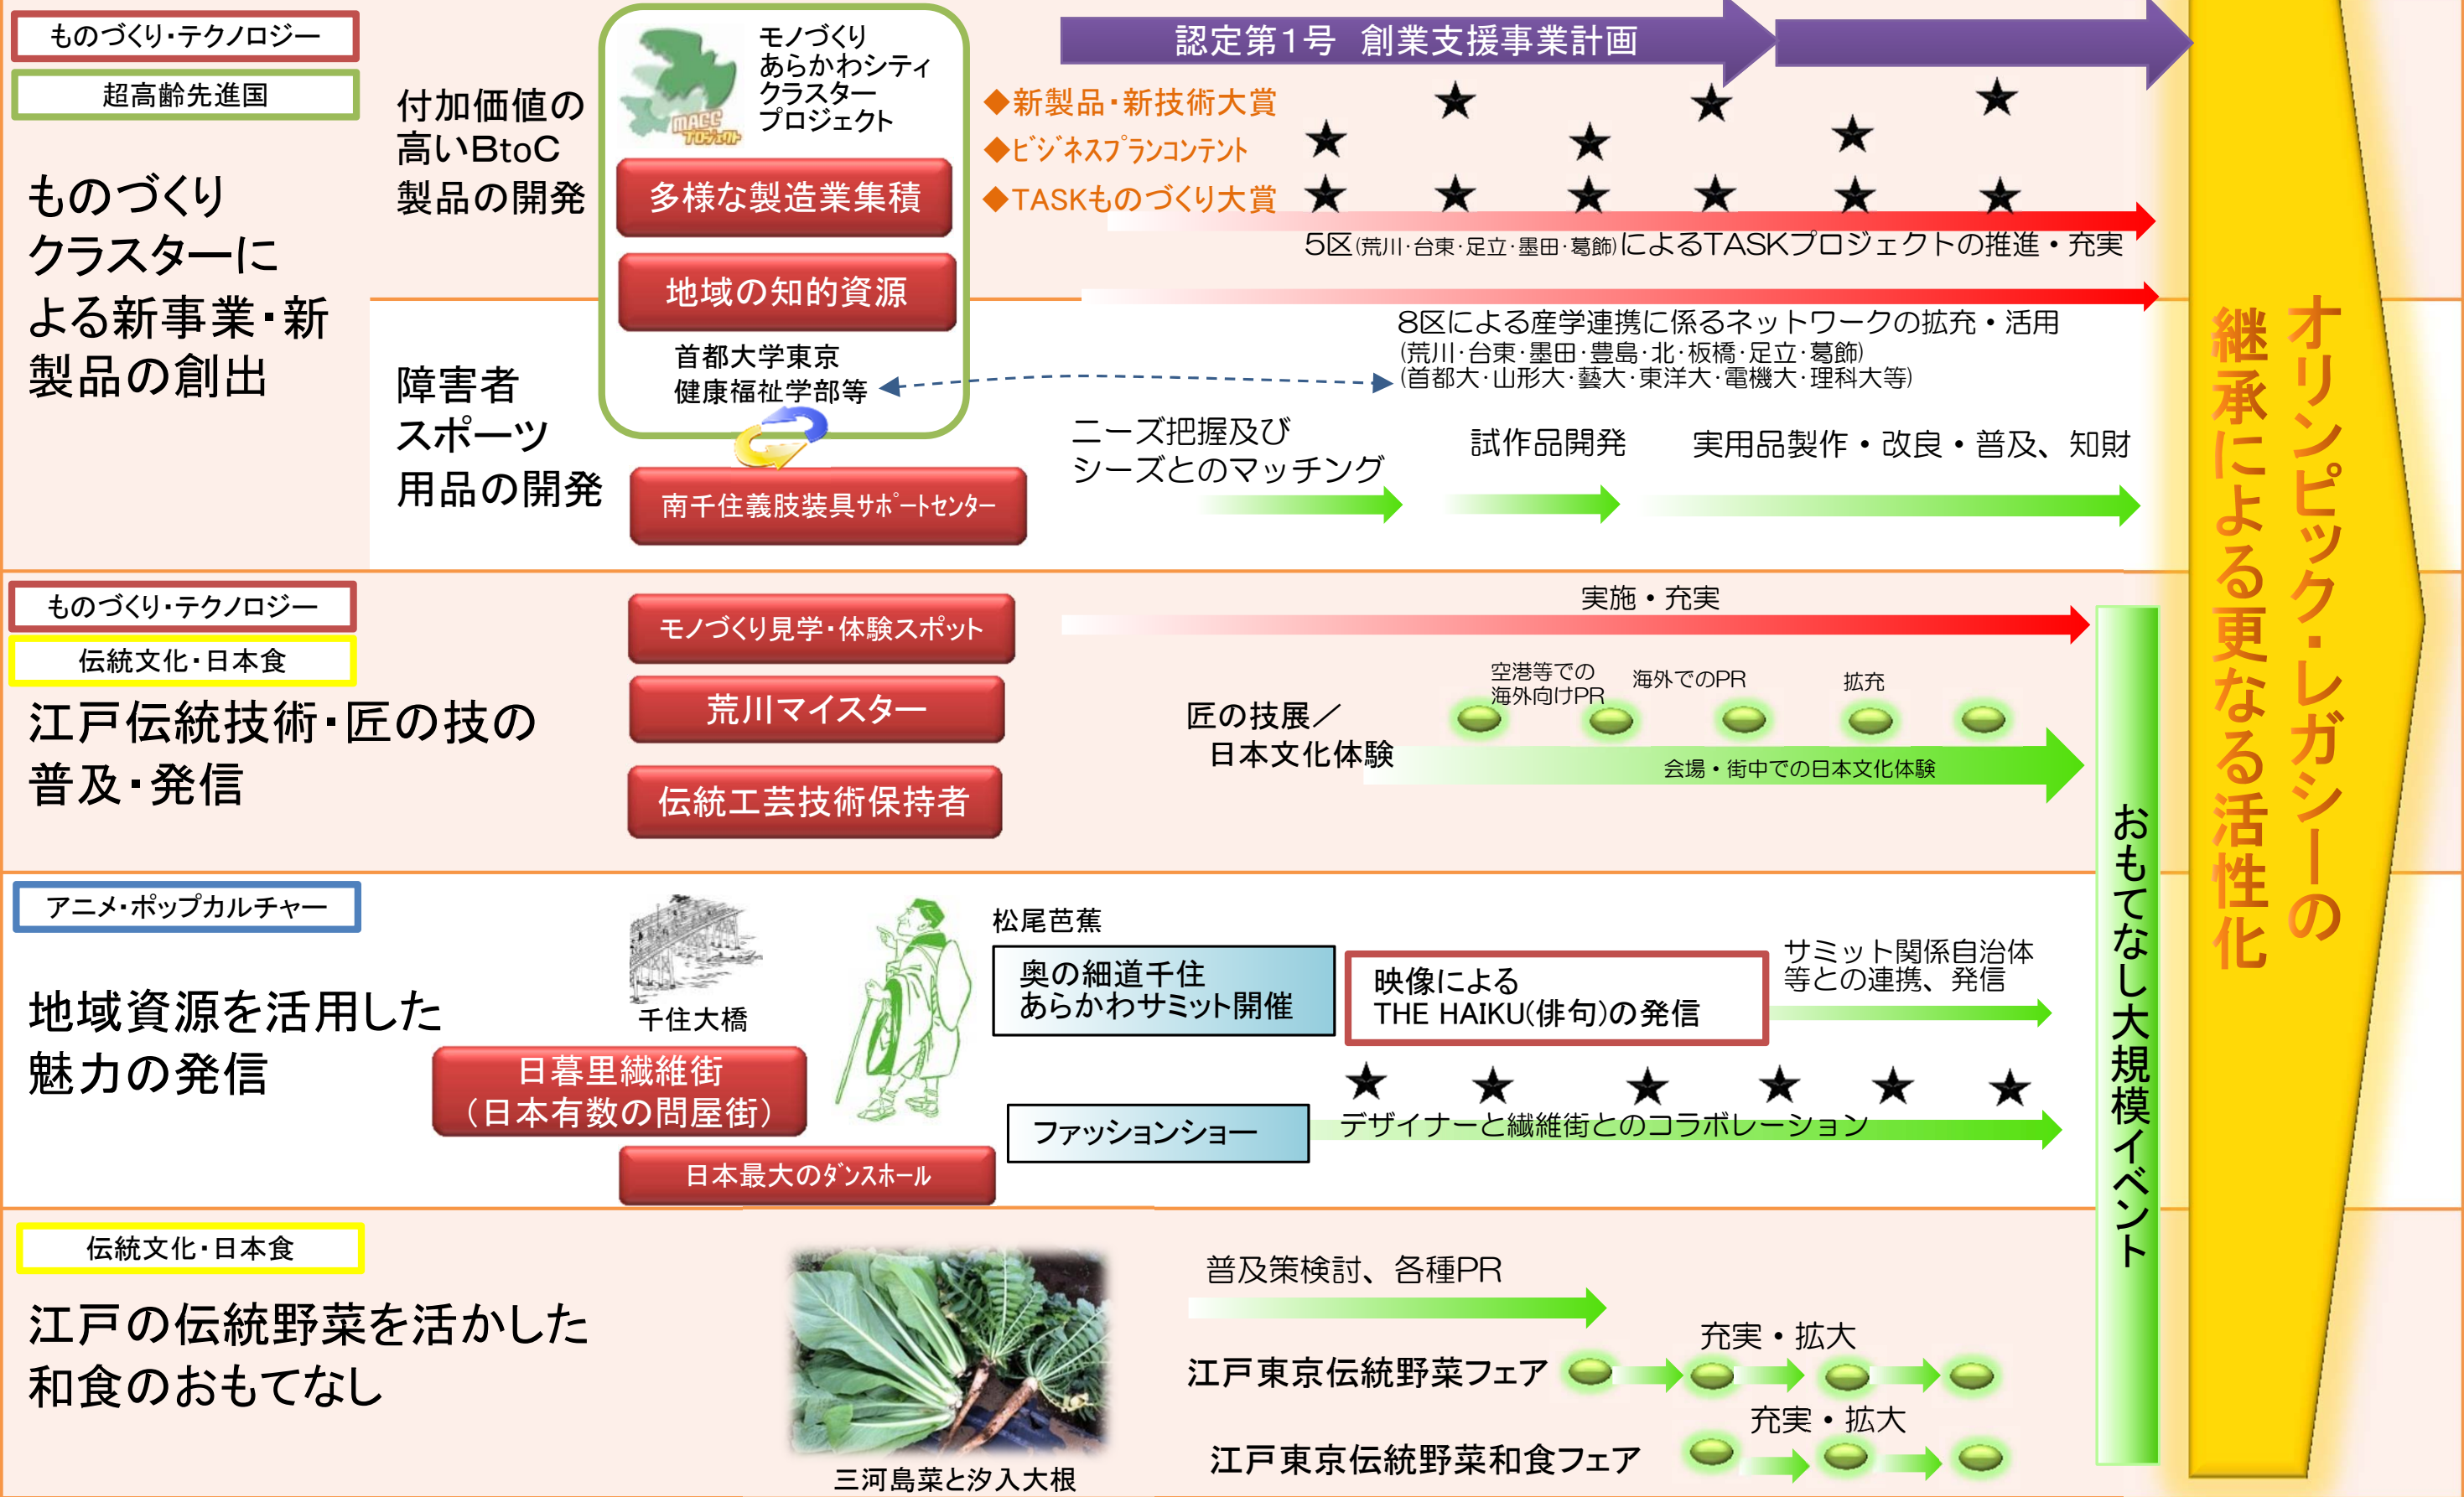 ものづくり・テクノロジー
超高齢先進国
ものづくり
クラスターに
よる新事業・新
製品の創出
付加価値の
高いBtoC
製品の開発
MACC
プロジェクト
モノづくり
あらかわシティ
クラスター
プロジェクト
多様な製造業集積
地域の知的資源
首都大学東京
健康福祉学部等
認定第1号 創業支援事業計画
◆新製品・新技術大賞
◆ビジネスプランコンテント
◆TASKものづくり大賞
5区(荒川・台東・足立・墨田・葛飾)によるTASKプロジェクトの推進・充実
8区による産学連携に係るネットワークの拡充・活用
(荒川・台東・墨田・豊島・北・板橋・足立・葛飾)
(首都大・山形大・藝大・東洋大・電機大・理科大等)
障害者
スポーツ
用品の開発
南千住義肢装具サポートセンター
ニーズ把握及び
シーズとのマッチング
試作品開発
実用品製作・改良・普及、知財
ものづくり・テクノロジー
伝統文化・日本食
江戸伝統技術・匠の技の
普及・発信
モノづくり見学・体験スポット
荒川マイスター
伝統工芸技術保持者
実施・充実
匠の技展／
日本文化体験
空港等での
海外向けPR
海外でのPR
拡充
会場・街中での日本文化体験
アニメ・ポップカルチャー
地域資源を活用した
魅力の発信
千住大橋
日暮里繊維街
（日本有数の問屋街）
日本最大のダンスホール
松尾芭蕉
奥の細道千住
あらかわサミット開催
映像による
THE HAIKU(俳句)の発信
サミット関係自治体
等との連携、発信
ファッションショー
デザイナーと繊維街とのコラボレーション
伝統文化・日本食
江戸の伝統野菜を活かした
和食のおもてなし
三河島菜と汐入大根
普及策検討、各種PR
江戸東京伝統野菜フェア
充実・拡大
江戸東京伝統野菜和食フェア
充実・拡大
おもてなし大規模イベント
オリンピック・レガシーの
継承による更なる活性化